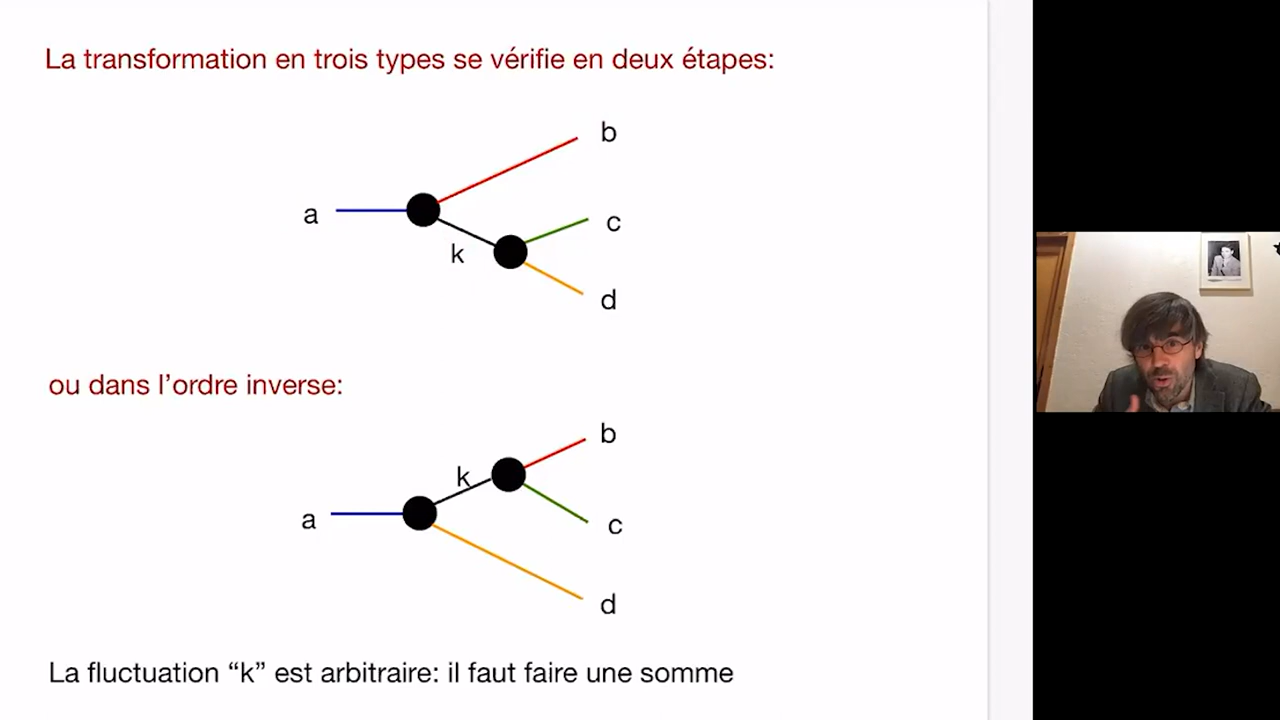 La transformation en trois types se vérifie en deux étapes:
b
a
c
k
d
ou dans l’ordre inverse:
b
k
a
c
d
La fluctuation “k” est arbitraire: il faut faire une somme